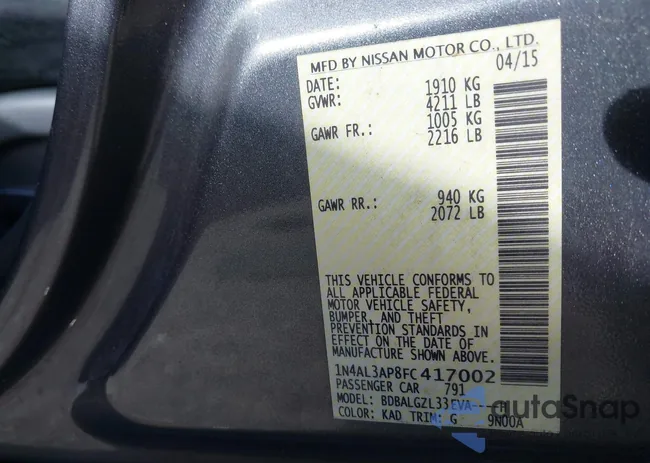 MFD BY NISSAN MOTOR CO., LTD.
DATE: 04/15
GVWR: 1910 KG
4211 LB
GAWR FR.: 1005 KG
2216 LB
GAWR RR.: 940 KG
2072 LB
THIS VEHICLE CONFORMS TO
ALL APPLICABLE FEDERAL
MOTOR VEHICLE SAFETY,
BUMPER, AND THEFT
PREVENTION STANDARDS IN
EFFECT ON THE DATE OF
MANUFACTURE SHOWN ABOVE.
1N4AL3AP8FC417002
PASSENGER CAR 791
MODEL: BDBALGZL33EVA
COLOR: KAD TRIM: G 9N00A
autoSnap